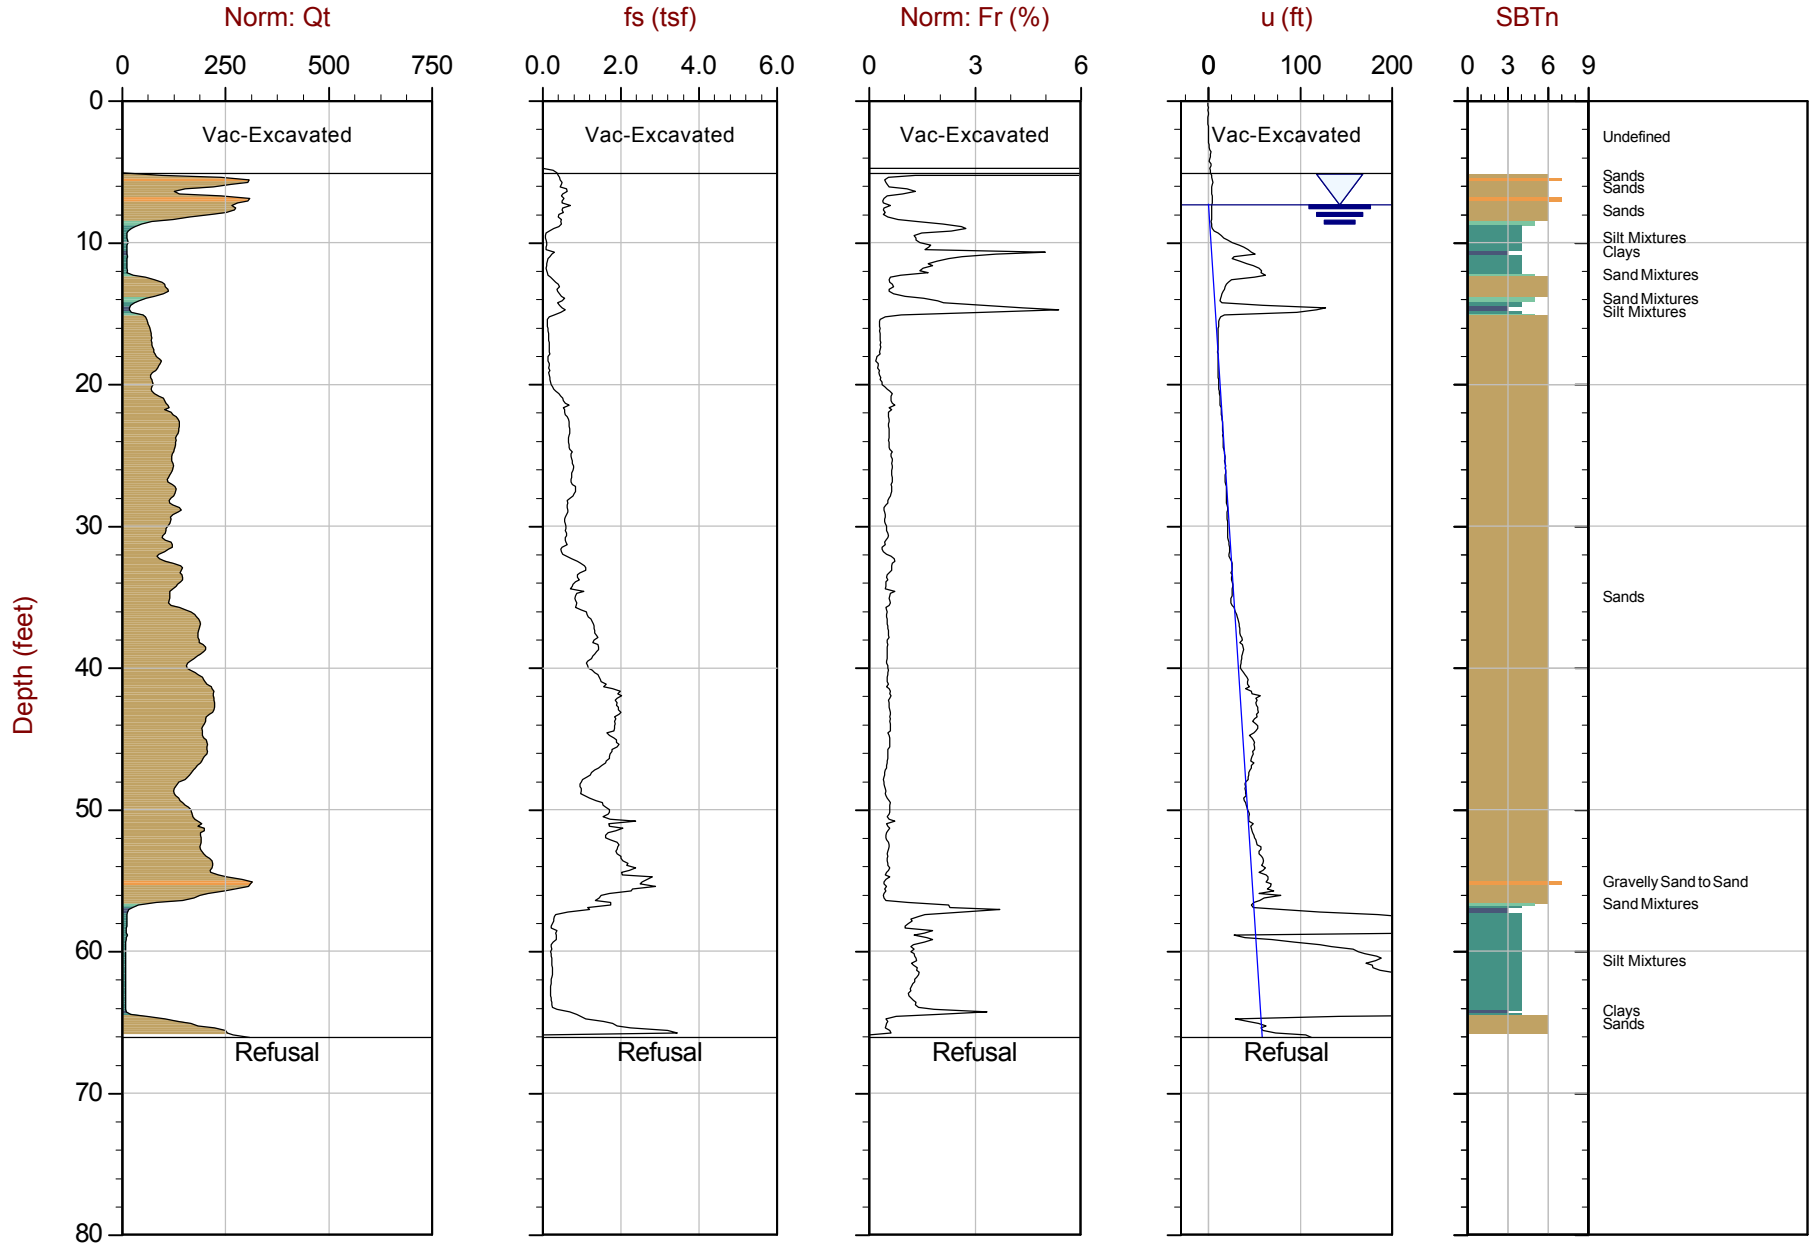 Norm: Qt
fs (tsf)
Norm: Fr (%)
u (ft)
SBTn
0 250 500 750
0.0 2.0 4.0 6.0
0 3 6
0 100 200
0 3 6 9
0
10
20
30
40
50
60
70
80
Depth (feet)
Vac-Excavated
Vac-Excavated
Vac-Excavated
Vac-Excavated
Undefined
Sands
Sands
Sands
Silt Mixtures
Clays
Sand Mixtures
Sand Mixtures
Silt Mixtures
Sands
Gravelly Sand to Sand
Sand Mixtures
Silt Mixtures
Clays
Sands
Refusal
Refusal
Refusal
Refusal